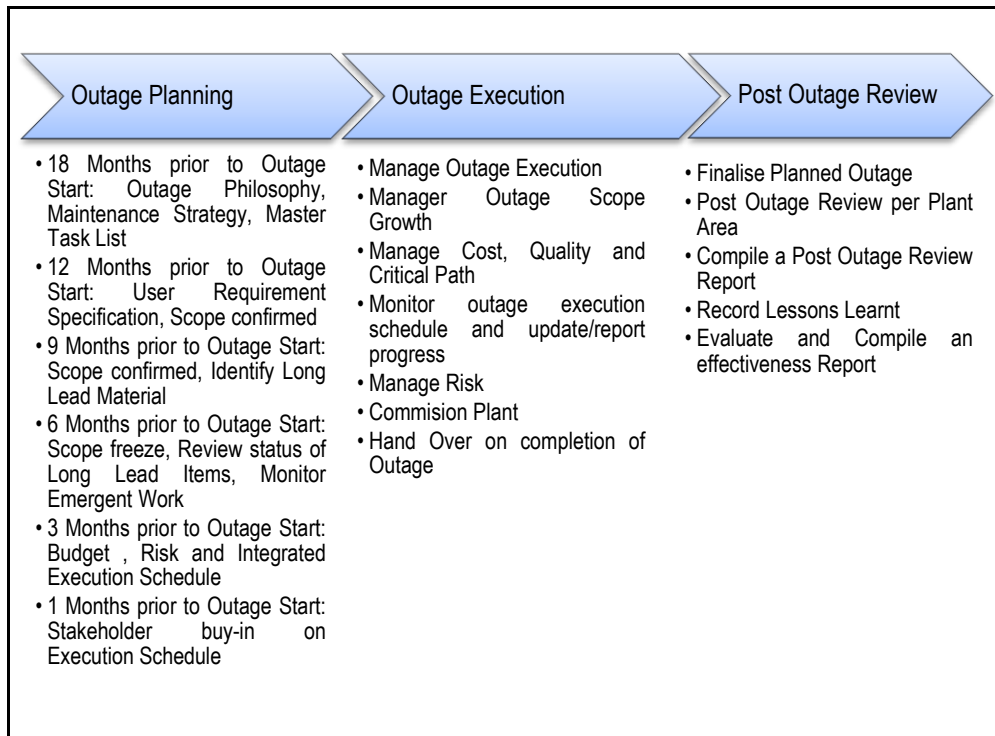 Outage Planning
• 18 Months prior to Outage
Start: Outage Philosophy,
Maintenance Strategy, Master
Task List
• 12 Months prior to Outage
Start: User Requirement
Specification, Scope confirmed
• 9 Months prior to Outage Start:
Scope confirmed, Identify Long
Lead Material
• 6 Months prior to Outage Start:
Scope freeze, Review status of
Long Lead Items, Monitor
Emergent Work
• 3 Months prior to Outage Start:
Budget , Risk and Integrated
Execution Schedule
• 1 Months prior to Outage Start:
Stakeholder buy-in on
Execution Schedule
Outage Execution
• Manage Outage Execution
• Manager Outage Scope
Growth
• Manage Cost, Quality and
Critical Path
• Monitor outage execution
schedule and update/report
progress
• Manage Risk
• Commision Plant
• Hand Over on completion of
Outage
Post Outage Review
• Finalise Planned Outage
• Post Outage Review per Plant
Area
• Compile a Post Outage Review
Report
• Record Lessons Learnt
• Evaluate and Compile an
effectiveness Report